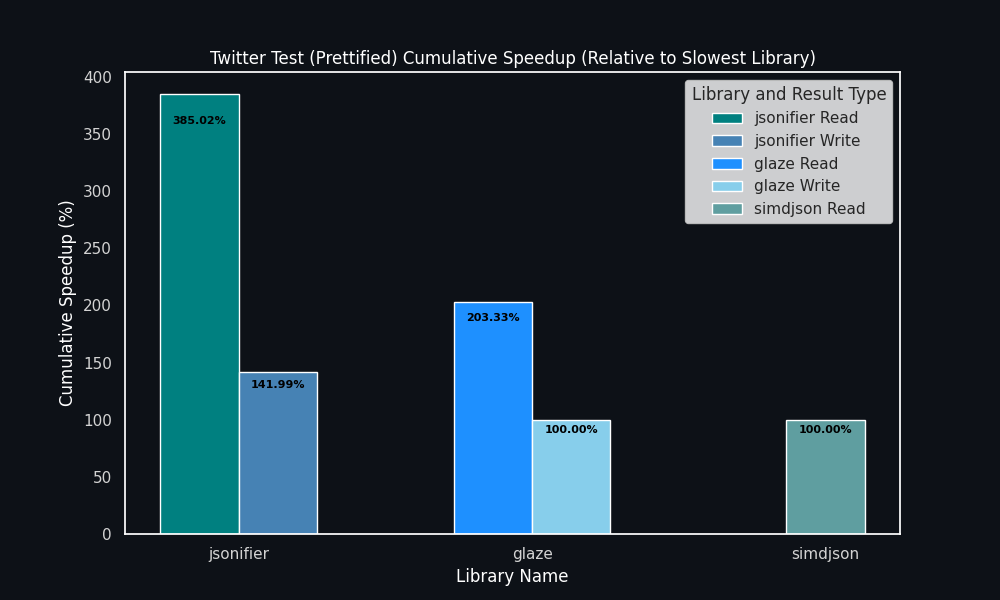 Twitter Test (Prettified) Cumulative Speedup (Relative to Slowest Library)
Library and Result Type
jsonifier Read
jsonifier Write
glaze Read
glaze Write
simdjson Read
Cumulative Speedup (%)
400
350
300
250
200
150
100
50
0
385.02%
141.99%
203.33%
100.00%
100.00%
jsonifier
glaze
simdjson
Library Name